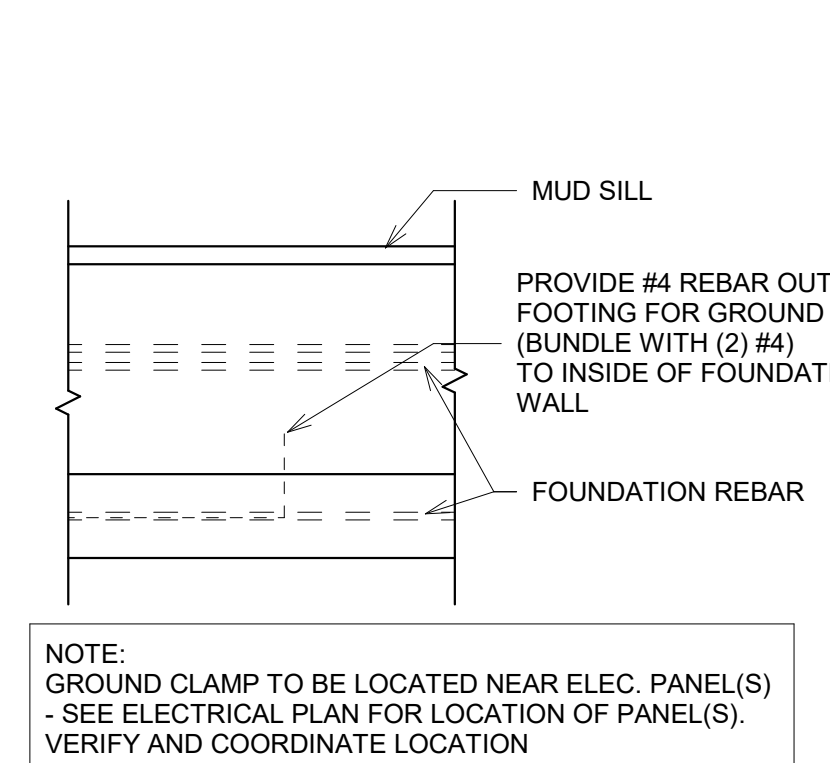 MUD SILL
PROVIDE #4 REBAR OUT
FOOTING FOR GROUND
(BUNDLE WITH (2) #4)
TO INSIDE OF FOUNDATI
WALL
FOUNDATION REBAR
NOTE:
GROUND CLAMP TO BE LOCATED NEAR ELEC. PANEL(S)
- SEE ELECTRICAL PLAN FOR LOCATION OF PANEL(S).
VERIFY AND COORDINATE LOCATION